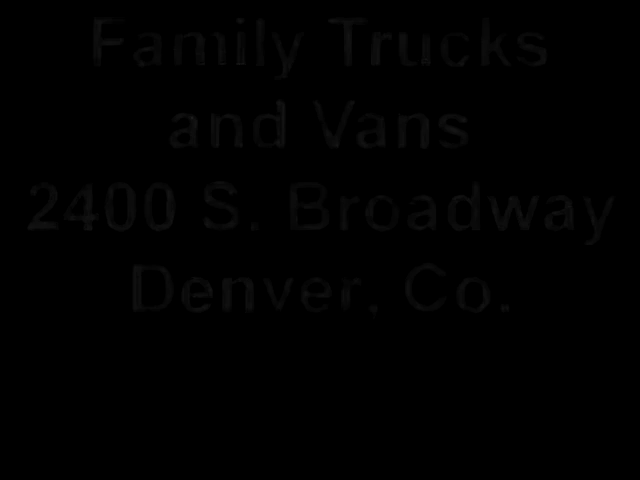 Family Trucks
and Vans
2400 S. Broadway
Denver, Co.